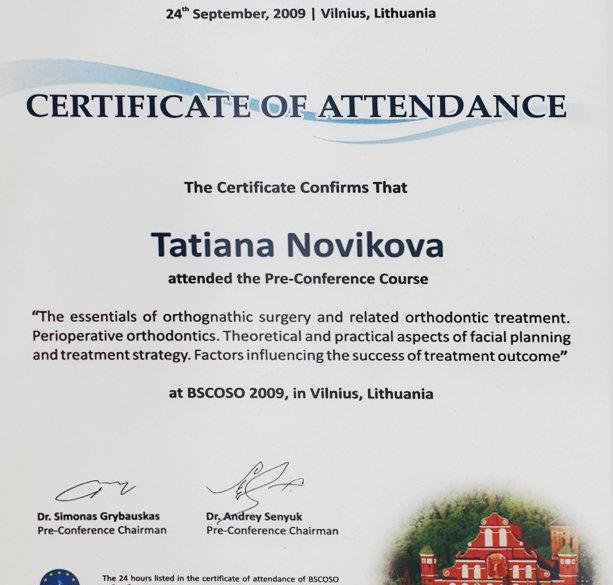 24th September, 2009 | Vilnius, Lithuania
CERTIFICATE OF ATTENDANCE
The Certificate Confirms That
Tatiana Novikova
attended the Pre-Conference Course
“The essentials of orthognathic surgery and related orthodontic treatment.
Perioperative orthodontics. Theoretical and practical aspects of facial planning
and treatment strategy. Factors influencing the success of treatment outcome”
at BSCOSO 2009, in Vilnius, Lithuania
Dr. Simonas Grybauskas
Pre-Conference Chairman
Dr. Andrey Senyuk
Pre-Conference Chairman
The 24 hours listed in the certificate of attendance of BSCOSO